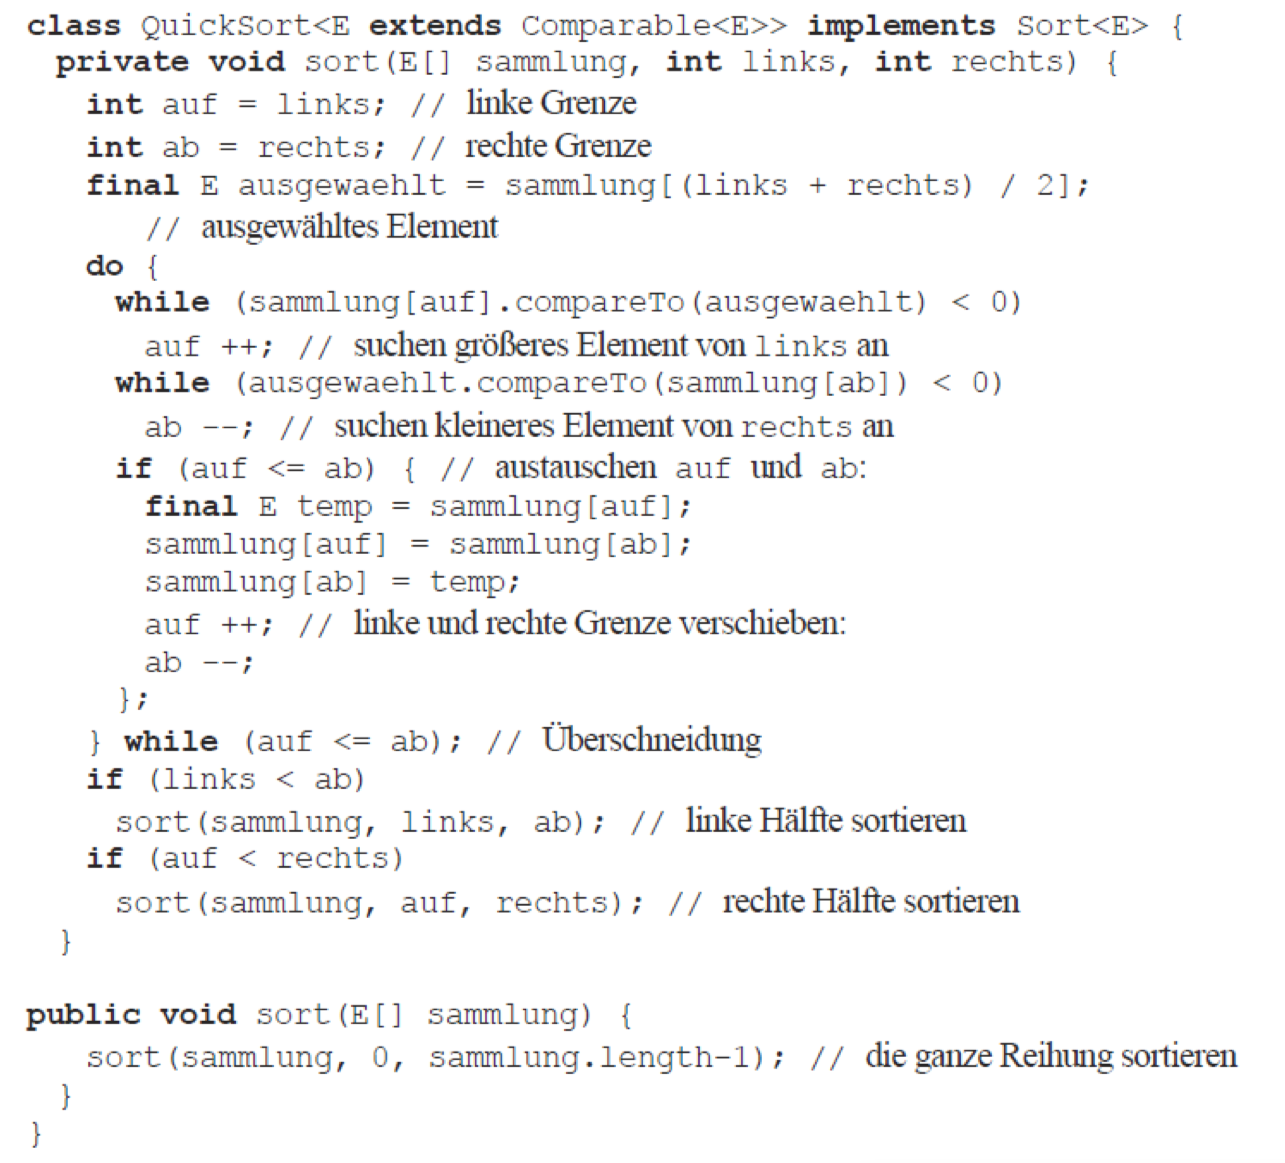 class QuickSort<E extends Comparable<E>> implements Sort<E> {
private void sort(E[] sammlung, int links, int rechts) {
int auf = links; // linke Grenze
int ab = rechts; // rechte Grenze
final E ausgewaehlt = sammlung[(links + rechts) / 2];
// ausgewähltes Element
do {
while (sammlung[auf].compareTo(ausgewaehlt) < 0)
auf ++; // suchen größeres Element von links an
while (ausgewaehlt.compareTo(sammlung[ab]) < 0)
ab --; // suchen kleineres Element von rechts an
if (auf <= ab) { // austauschen auf und ab:
final E temp = sammlung[auf];
sammlung[auf] = sammlung[ab];
sammlung[ab] = temp;
auf ++; // linke und rechte Grenze verschieben:
ab --;
};
} while (auf <= ab); // Überschneidung
if (links < ab)
sort(sammlung, links, ab); // linke Hälfte sortieren
if (auf < rechts)
sort(sammlung, auf, rechts); // rechte Hälfte sortieren
}
public void sort(E[] sammlung) {
sort(sammlung, 0, sammlung.length-1); // die ganze Reihung sortieren
}
}